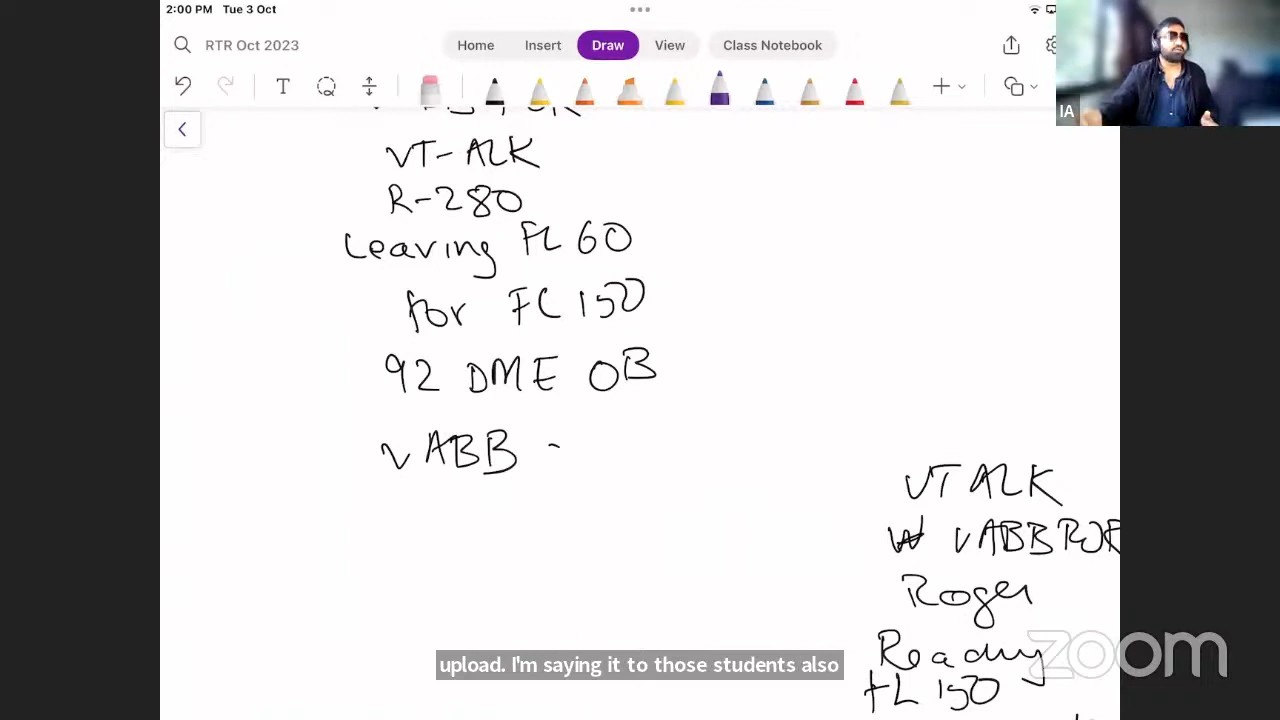 2:00 PM Tue 3 Oct
RTR Oct 2023
Home Insert Draw View Class Notebook
T
IA
VT-ALK
R-280
Leaving FL 60
for FL 150
92 DME OB
VABB -
VTALK
VABB
Roger
FL 150
zoom
upload. I'm saying it to those students also